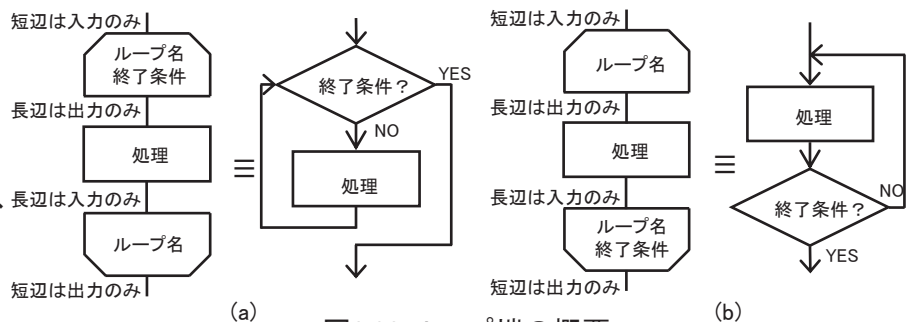 短辺は入力のみ
ループ名
終了条件
長辺は出力のみ
処理
長辺は入力のみ
ループ名
短辺は出力のみ
≡
終了条件？
YES
NO
処理
(a)
短辺は入力のみ
ループ名
長辺は出力のみ
処理
長辺は入力のみ
ループ名
終了条件
短辺は出力のみ
≡
処理
終了条件？
NO
YES
(b)